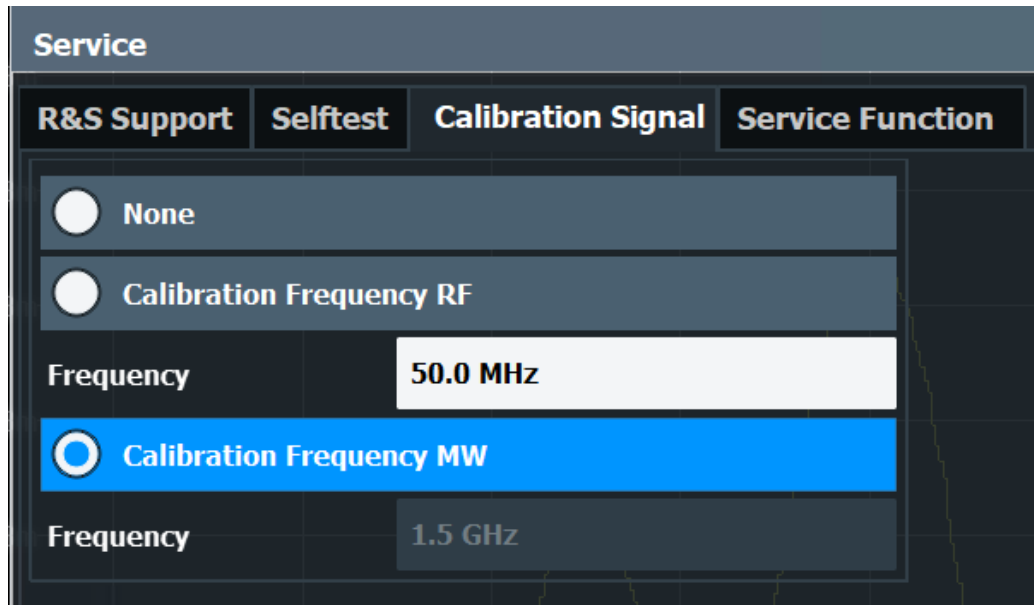 Service
R&S Support Selftest Calibration Signal Service Function
None
Calibration Frequency RF
Frequency 50.0 MHz
Calibration Frequency MW
Frequency 1.5 GHz